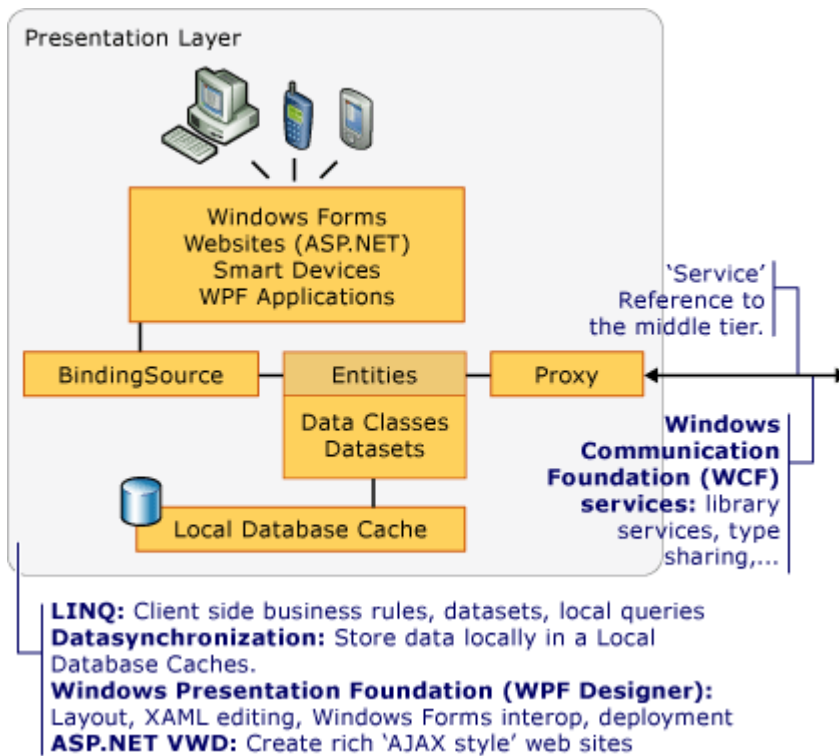 Presentation Layer
Windows Forms
Websites (ASP.NET)
Smart Devices
WPF Applications
‘Service’
Reference to
the middle tier.
BindingSource
Entities
Proxy
Data Classes
Datasets
Windows
Communication
Foundation (WCF)
services: library
services, type
sharing,...
Local Database Cache
LINQ: Client side business rules, datasets, local queries
Datasynchronization: Store data locally in a Local
Database Caches.
Windows Presentation Foundation (WPF Designer):
Layout, XAML editing, Windows Forms interop, deployment
ASP.NET VWD: Create rich ‘AJAX style’ web sites